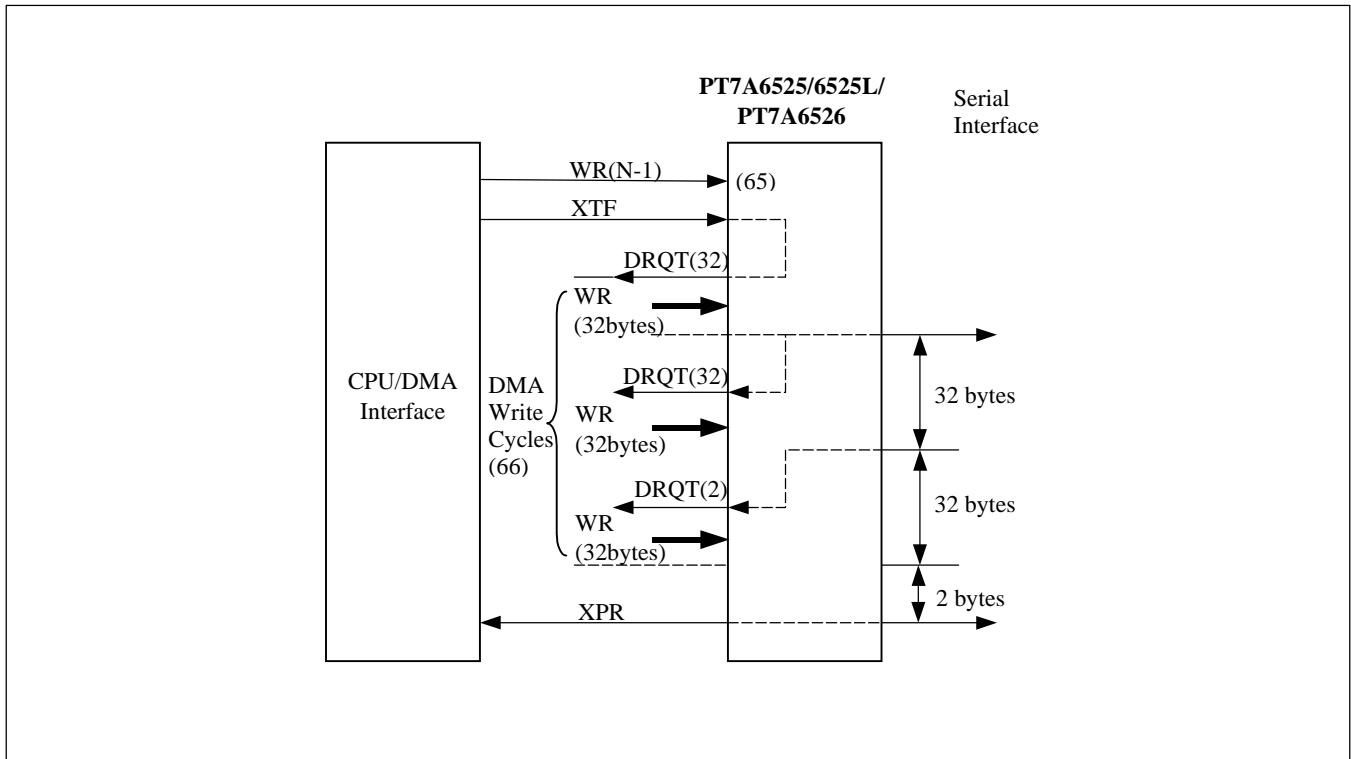 PT7A6525/6525L/
PT7A6526
Serial
Interface
WR(N-1)
(65)
XTF
DRQT(32)
WR
(32bytes)
CPU/DMA
Interface
DMA
Write
Cycles
(66)
DRQT(32)
WR
(32bytes)
32 bytes
DRQT(2)
WR
(32bytes)
32 bytes
2 bytes
XPR